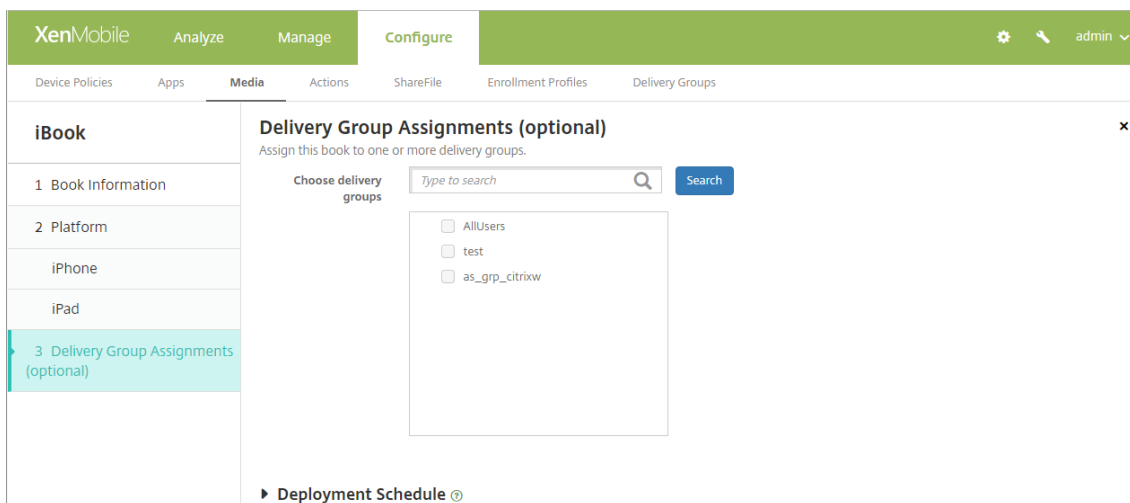 XenMobile Analyze Manage Configure admin
Device Policies Apps Media Actions ShareFile Enrollment Profiles Delivery Groups
iBook
1 Book Information
2 Platform
iPhone
iPad
3 Delivery Group Assignments
(optional)
Delivery Group Assignments (optional)
Assign this book to one or more delivery groups.
Choose delivery
groups
Type to search
Search
AllUsers
test
as_grp_citrixw
Deployment Schedule